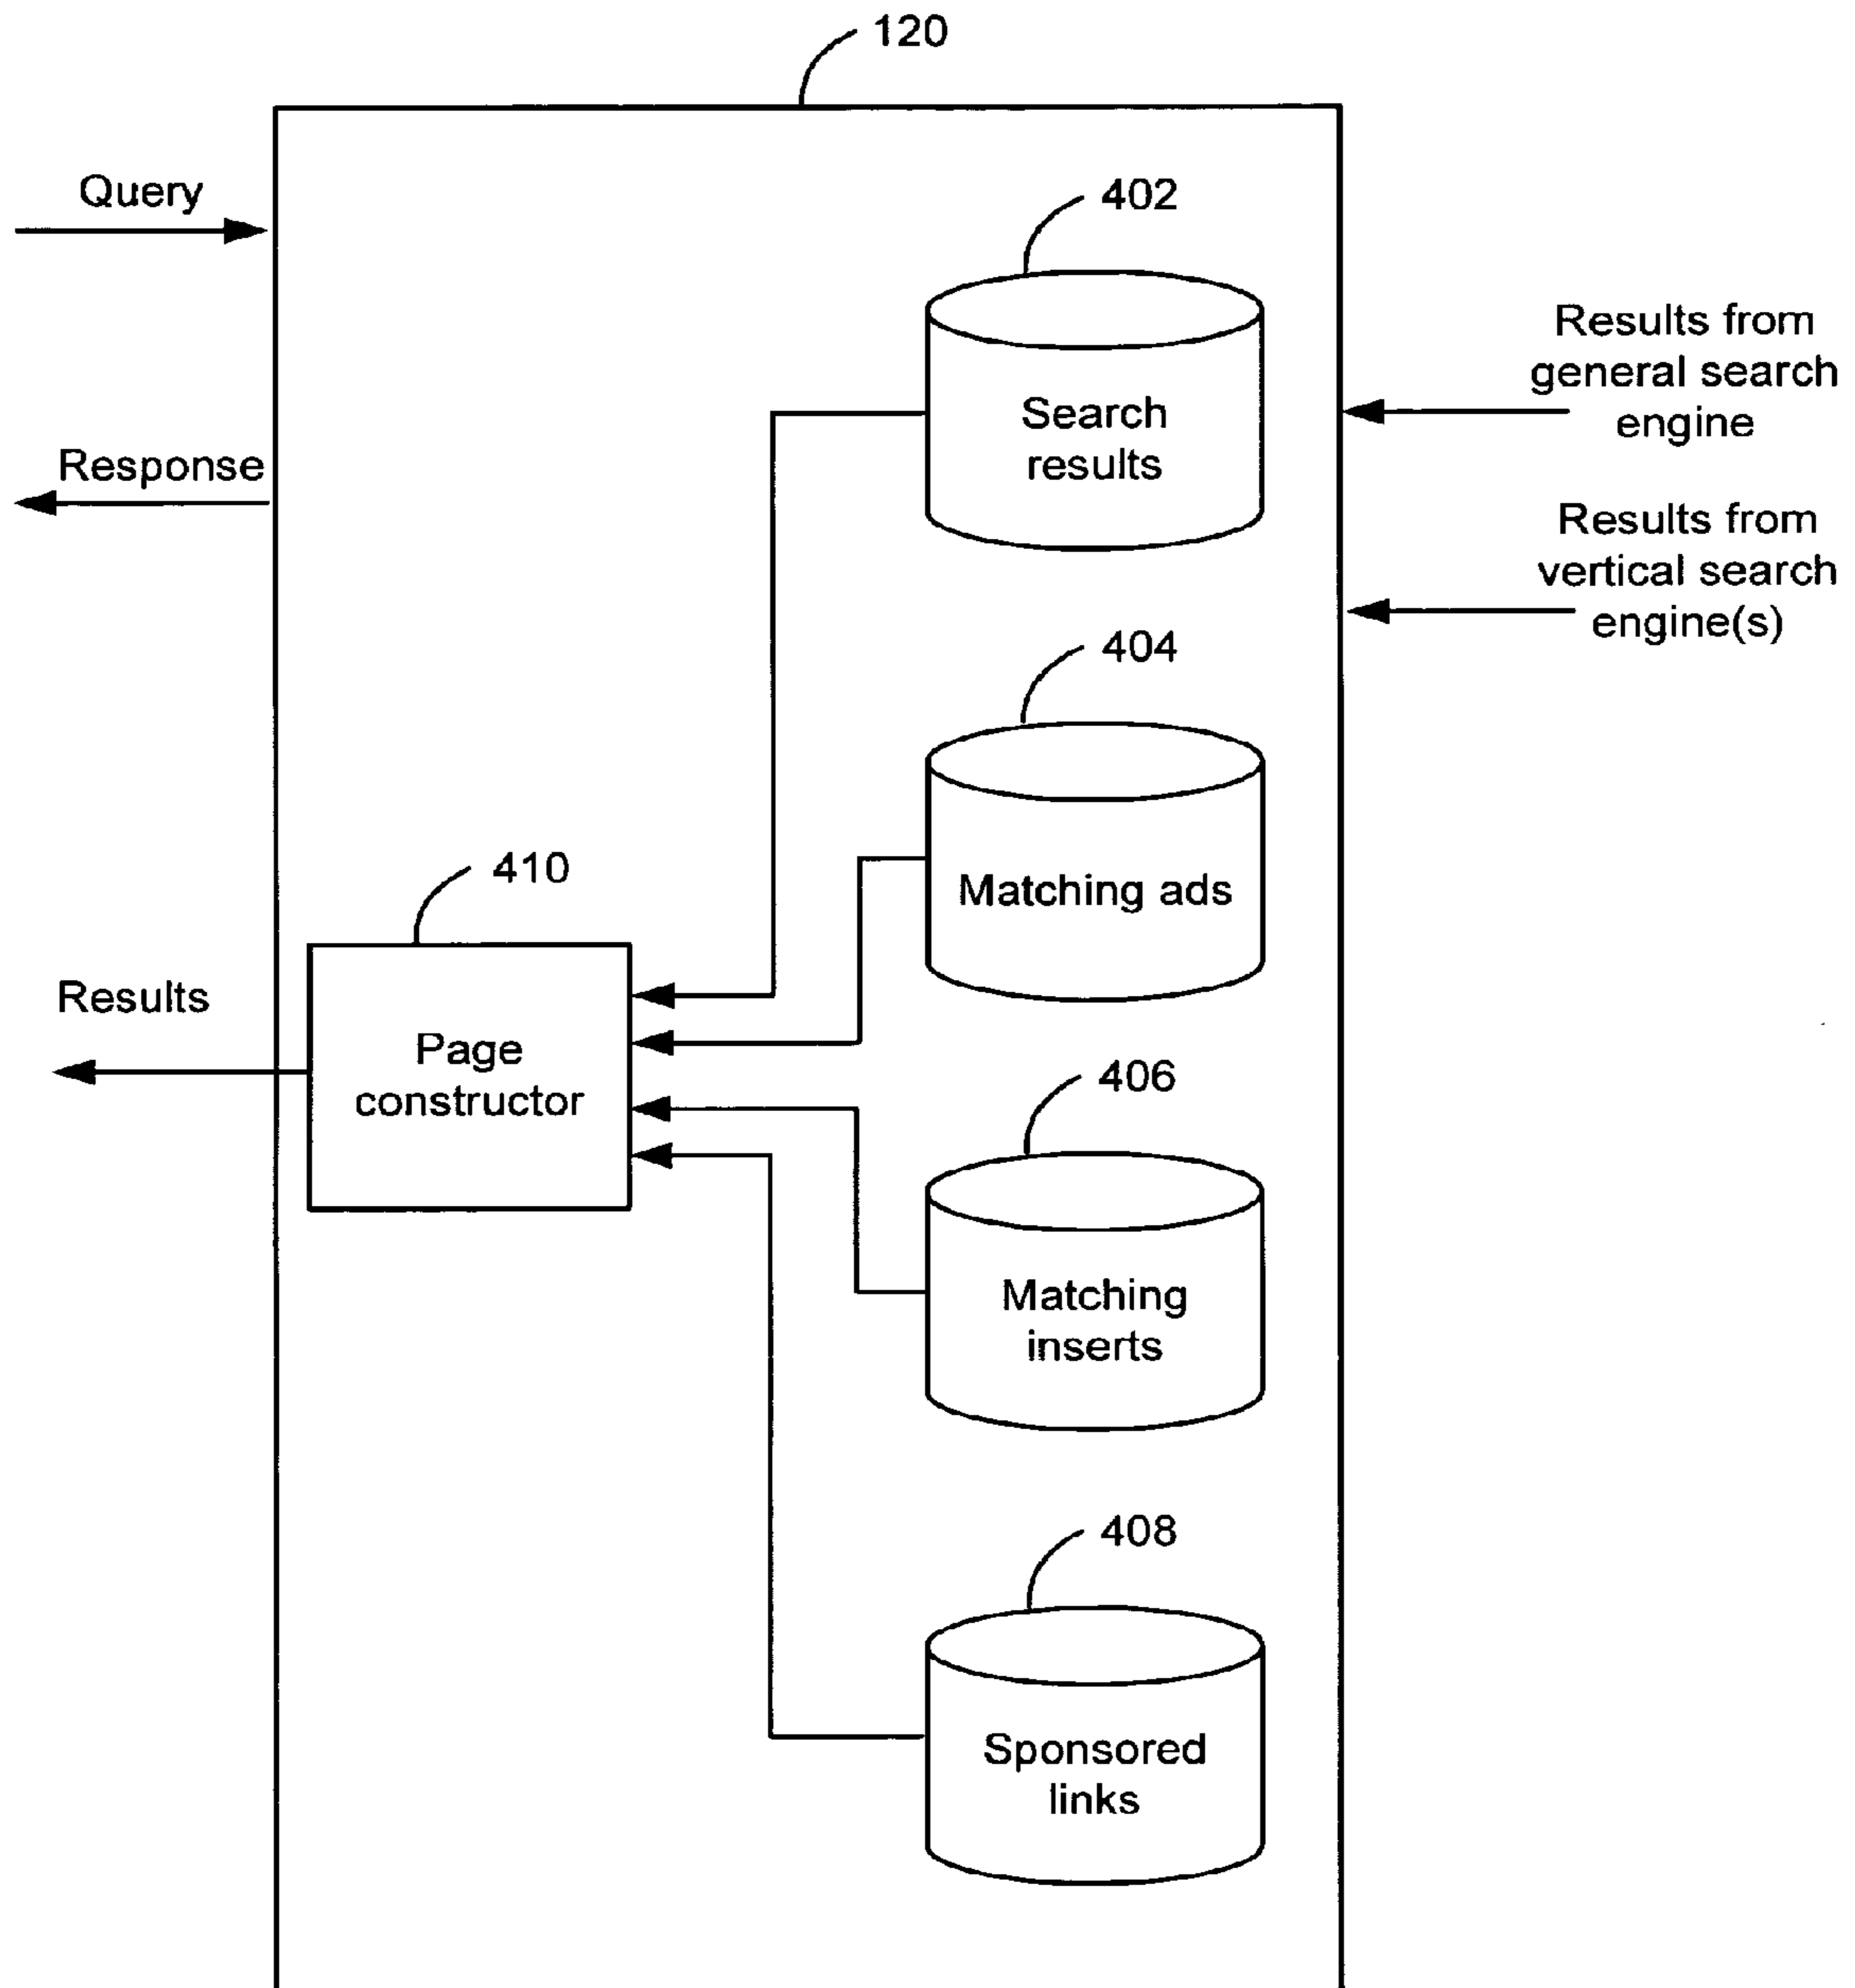 120
Query
402
Results from
general search
engine
Search
results
Response
Results from
vertical search
engine(s)
404
Matching ads
410
Results
Page
constructor
406
Matching
inserts
408
Sponsored
links